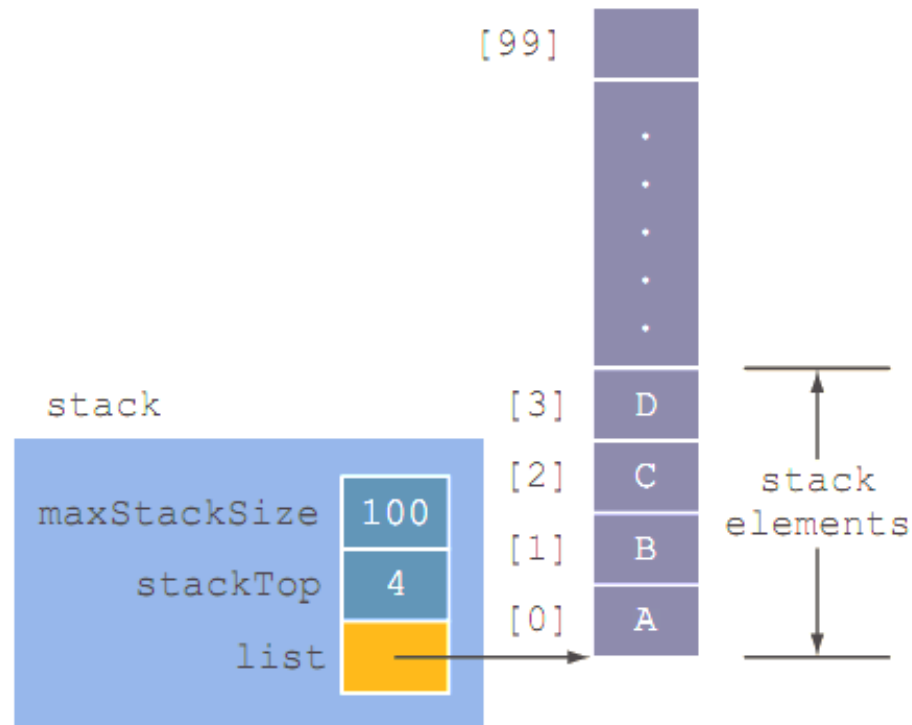 [99]
.
.
.
.
.
stack
[3] D
maxStackSize 100
[2] C
stack
elements
stackTop 4
[1] B
list
[0] A